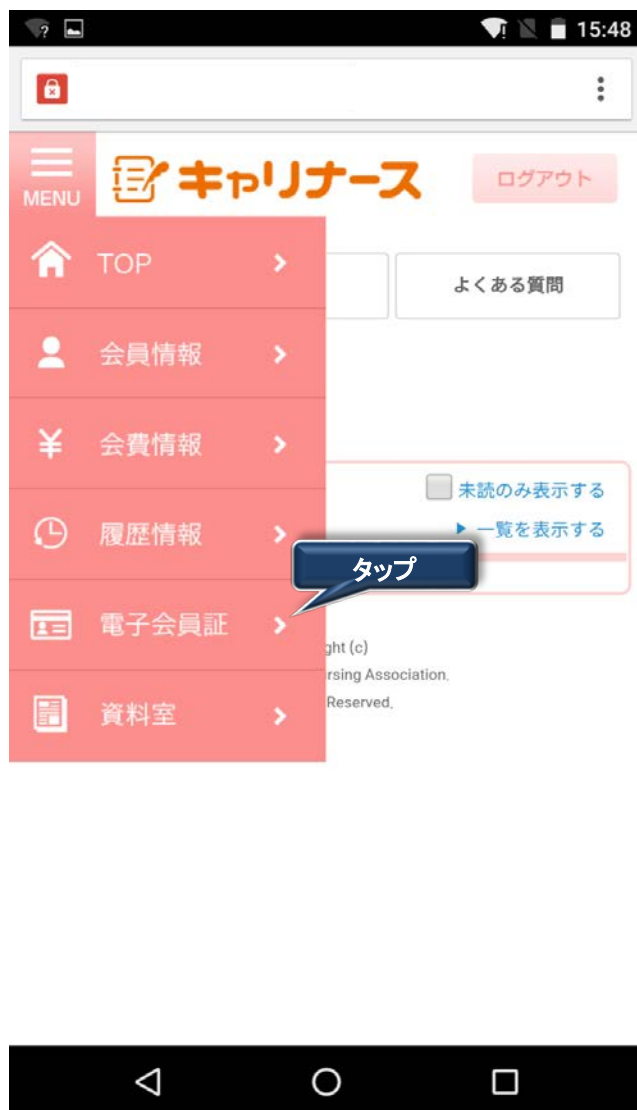 15:48
MENU
キャリナース
ログアウト
TOP
よくある質問
会員情報
会費情報
未読のみ表示する
履歴情報
一覧を表示する
タップ
電子会員証
ght (c)
rsing Association.
Reserved.
資料室